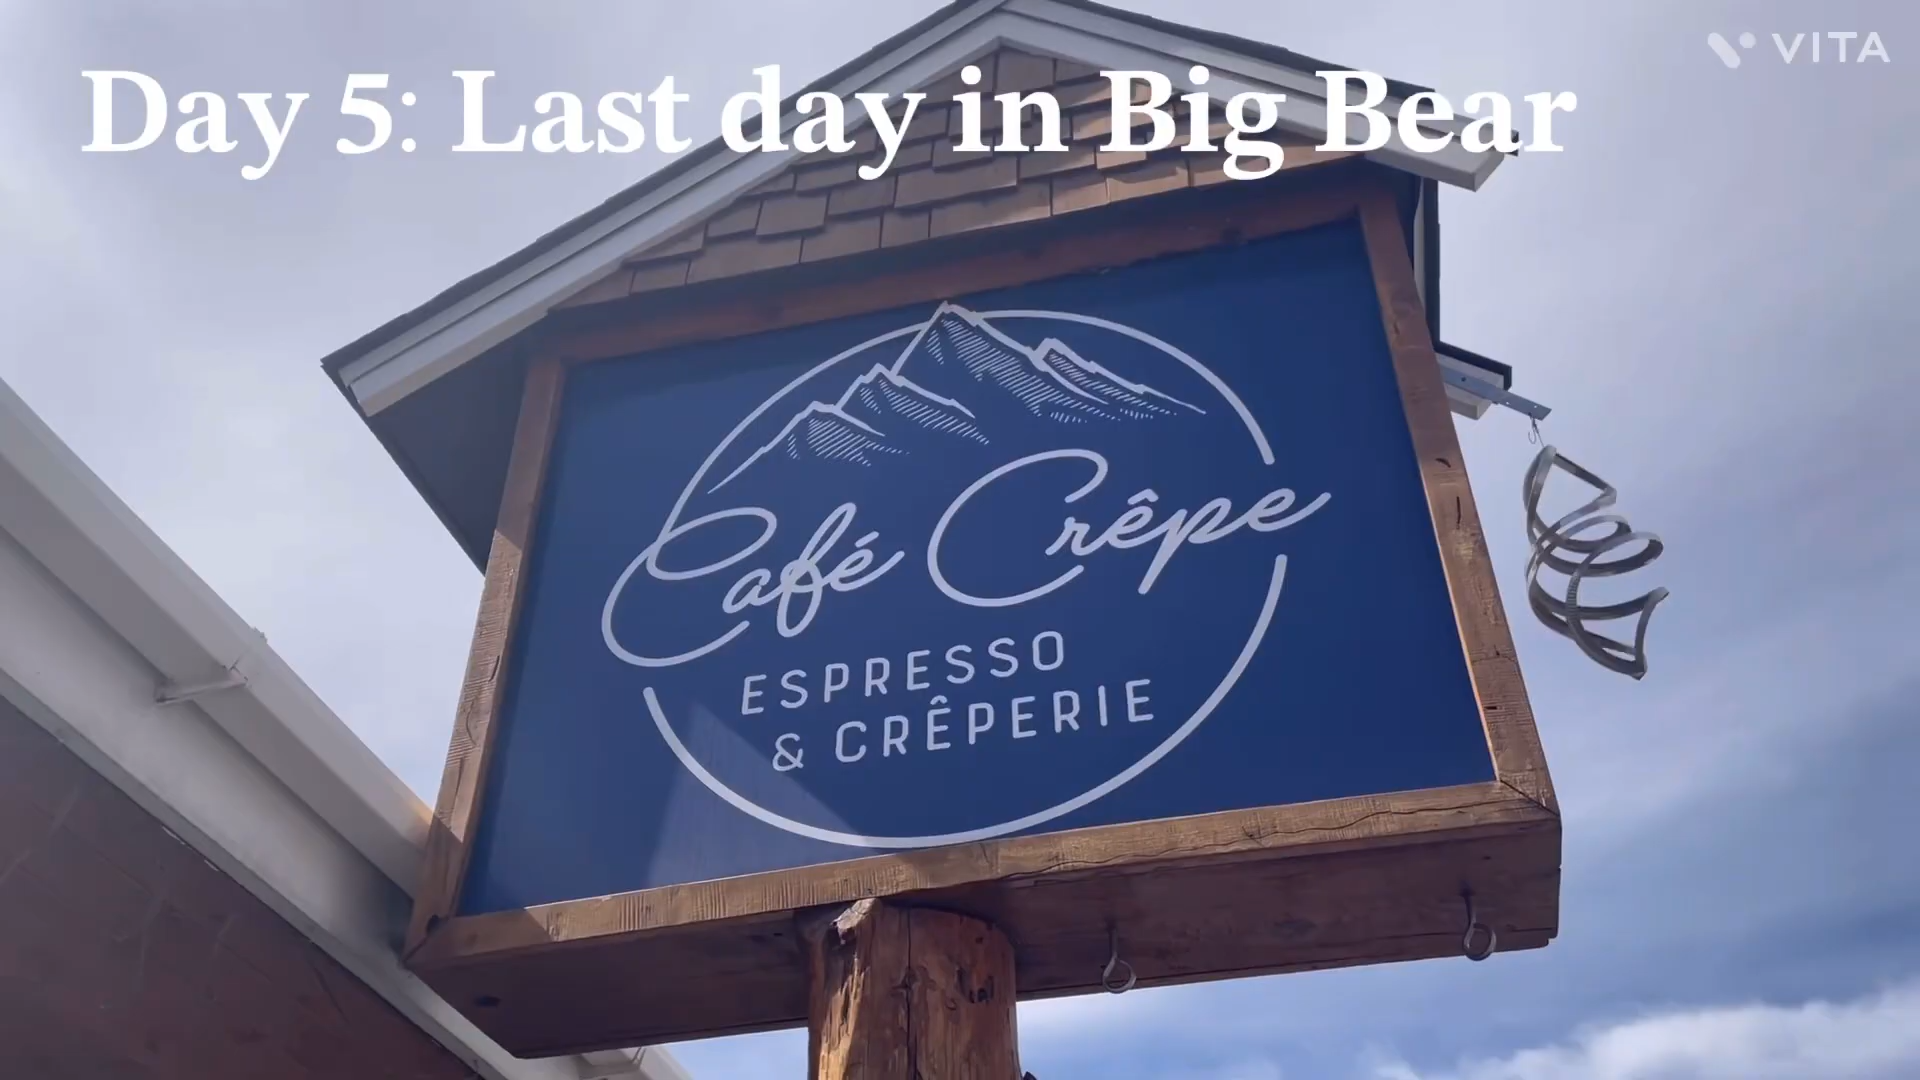 Day 5: Last day in Big Bear
VITA
Café Crêpe
ESPRESSO
& CRÊPERIE